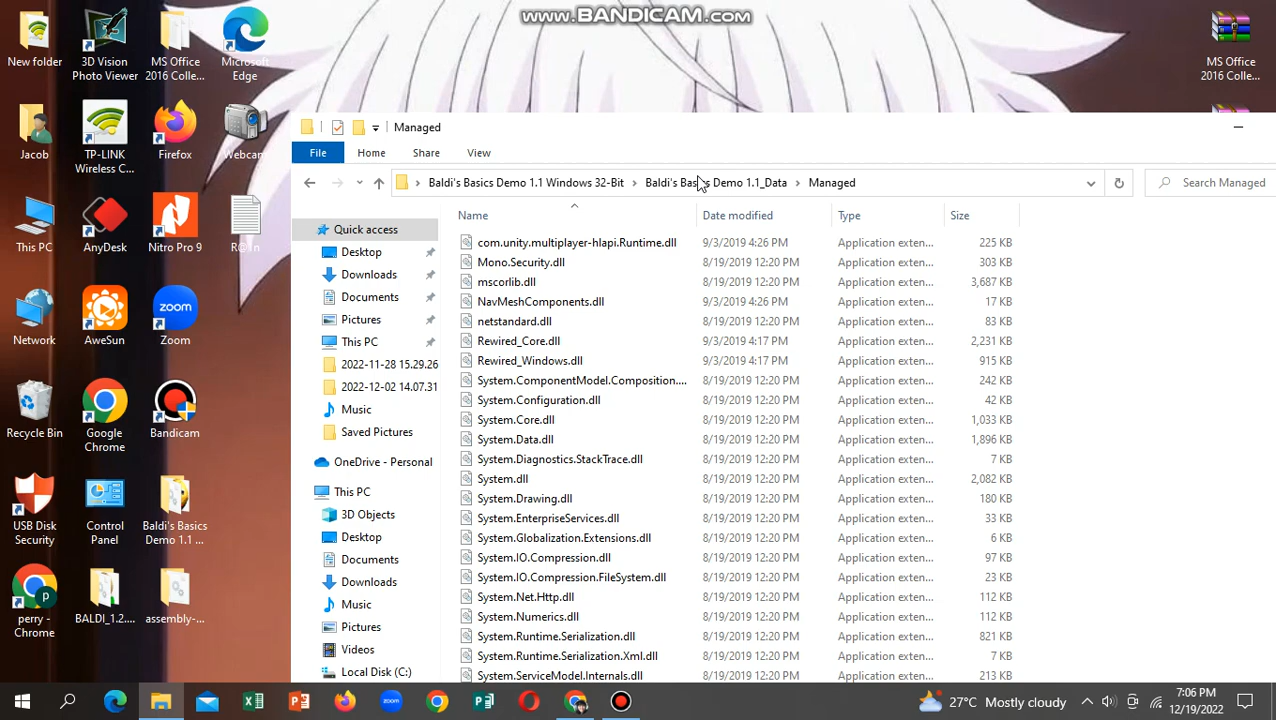 www.BANDICAM.com
New folder
3D Vision
Photo Viewer
MS Office
2016 Colle...
Microsoft
Edge
MS Office
2016 Colle...
Jacob
TP-LINK
Wireless C...
Firefox
Webcam
This PC
AnyDesk
Nitro Pro 9
R@1n
Network
AweSun
Zoom
zoom
Recycle Bin
Google
Chrome
Bandicam
USB Disk
Security
Control
Panel
Baldi's Basics
Demo 1.1 ...
perry -
Chrome
BALDI_1.2....
assembly-...
Managed
File
Home
Share
View
Baldi's Basics Demo 1.1 Windows 32-Bit
Baldi's Basics Demo 1.1_Data
Managed
Search Managed
Name
Date modified
Type
Size
Quick access
Desktop
Downloads
Documents
Pictures
This PC
2022-11-28 15.29.26
2022-12-02 14.07.31
Music
Saved Pictures
OneDrive - Personal
This PC
3D Objects
Desktop
Documents
Downloads
Music
Pictures
Videos
Local Disk (C:)
com.unity.multiplayer-hlapi.Runtime.dll 9/3/2019 4:26 PM Application exten... 225 KB
Mono.Security.dll 8/19/2019 12:20 PM Application exten... 303 KB
mscorlib.dll 8/19/2019 12:20 PM Application exten... 3,687 KB
NavMeshComponents.dll 9/3/2019 4:26 PM Application exten... 17 KB
netstandard.dll 8/19/2019 12:20 PM Application exten... 83 KB
Rewired_Core.dll 9/3/2019 4:17 PM Application exten... 2,231 KB
Rewired_Windows.dll 9/3/2019 4:17 PM Application exten... 915 KB
System.ComponentModel.Composition.... 8/19/2019 12:20 PM Application exten... 242 KB
System.Configuration.dll 8/19/2019 12:20 PM Application exten... 42 KB
System.Core.dll 8/19/2019 12:20 PM Application exten... 1,033 KB
System.Data.dll 8/19/2019 12:20 PM Application exten... 1,896 KB
System.Diagnostics.StackTrace.dll 8/19/2019 12:20 PM Application exten... 7 KB
System.dll 8/19/2019 12:20 PM Application exten... 2,082 KB
System.Drawing.dll 8/19/2019 12:20 PM Application exten... 180 KB
System.EnterpriseServices.dll 8/19/2019 12:20 PM Application exten... 33 KB
System.Globalization.Extensions.dll 8/19/2019 12:20 PM Application exten... 6 KB
System.IO.Compression.dll 8/19/2019 12:20 PM Application exten... 97 KB
System.IO.Compression.FileSystem.dll 8/19/2019 12:20 PM Application exten... 23 KB
System.Net.Http.dll 8/19/2019 12:20 PM Application exten... 112 KB
System.Numerics.dll 8/19/2019 12:20 PM Application exten... 112 KB
System.Runtime.Serialization.dll 8/19/2019 12:20 PM Application exten... 821 KB
System.Runtime.Serialization.Xml.dll 8/19/2019 12:20 PM Application exten... 7 KB
System.ServiceModel.Internals.dll 8/19/2019 12:20 PM Application exten... 213 KB
27°C Mostly cloudy
7:06 PM
12/19/2022